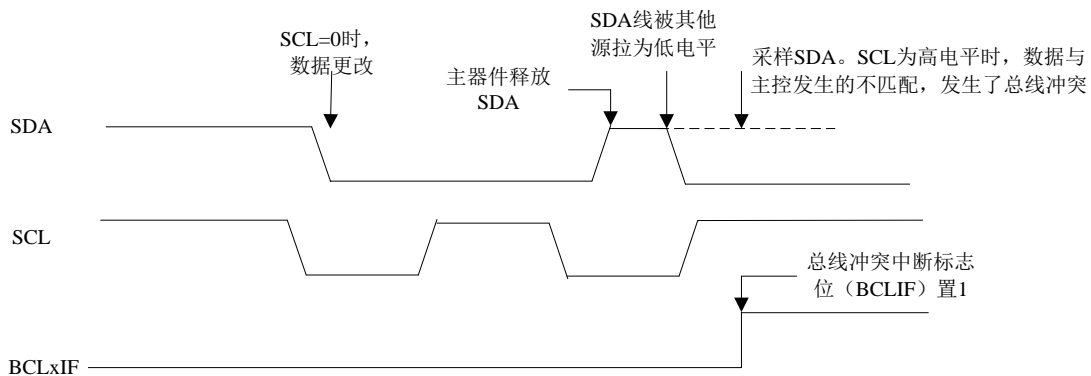 SCL=0时，
数据更改
主器件释放
SDA
SDA线被其他
源拉为低电平
采样SDA。SCL为高电平时，数据与
主控发生的不匹配，发生了总线冲突
SDA
SCL
总线冲突中断标志
位（BCLIF）置1
BCLxIF